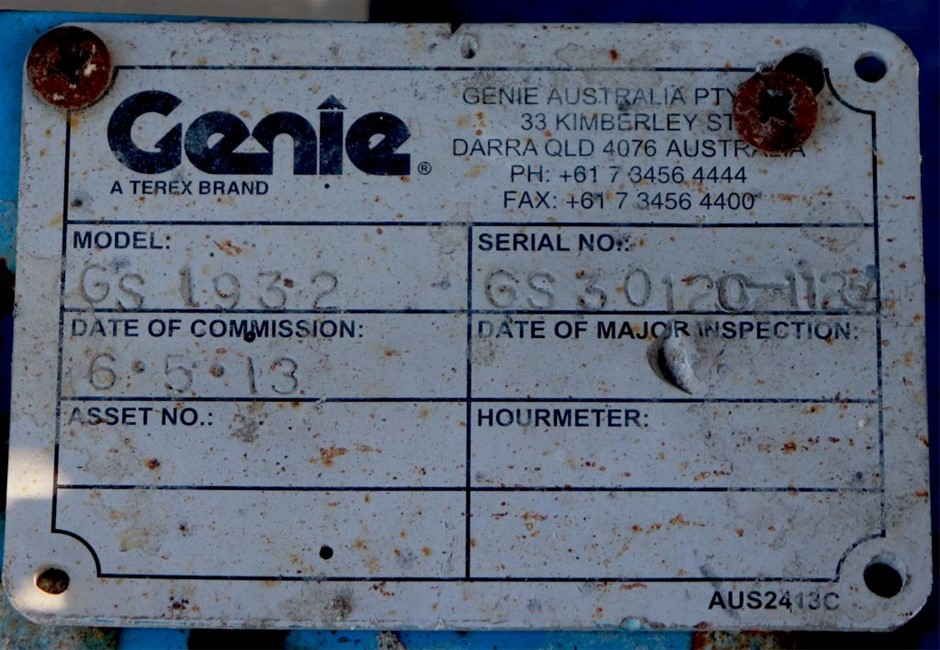 Genie®
A TEREX BRAND
GENIE AUSTRALIA PTY
33 KIMBERLEY ST
DARRA QLD 4076 AUSTRALIA
PH: +61 7 3456 4444
FAX: +61 7 3456 4400
MODEL:
GS 1932
SERIAL NO.:
DATE OF COMMISSION:
6·5·13
DATE OF MAJOR INSPECTION:
ASSET NO.:
HOURMETER:
AUS2413C